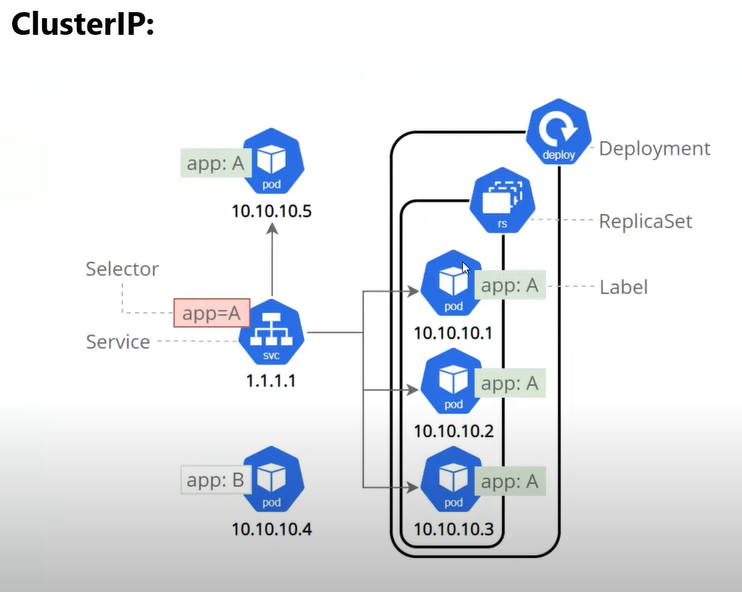 ClusterIP:
deploy
Deployment
app: A
pod
10.10.10.5
rs
ReplicaSet
Selector
app=A
Service
svc
1.1.1.1
pod
app: A
Label
10.10.10.1
pod
app: A
10.10.10.2
app: B
pod
10.10.10.4
pod
app: A
10.10.10.3